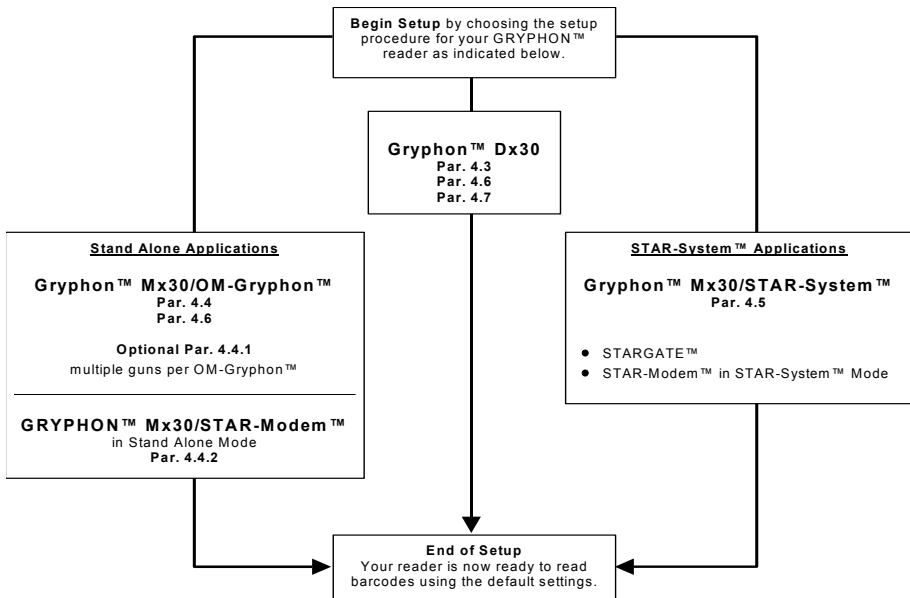 Begin Setup by choosing the setup
procedure for your GRYPHON™
reader as indicated below.
Gryphon™ Dx30
Par. 4.3
Par. 4.6
Par. 4.7
Stand Alone Applications
Gryphon™ Mx30/OM-Gryphon™
Par. 4.4
Par. 4.6
Optional Par. 4.4.1
multiple guns per OM-Gryphon™
GRYPHON™ Mx30/STAR-Modem™
in Stand Alone Mode
Par. 4.4.2
STAR-System™ Applications
Gryphon™ Mx30/STAR-System™
Par. 4.5
● STARGATE™
● STAR-Modem™ in STAR-System™ Mode
End of Setup
Your reader is now ready to read
barcodes using the default settings.